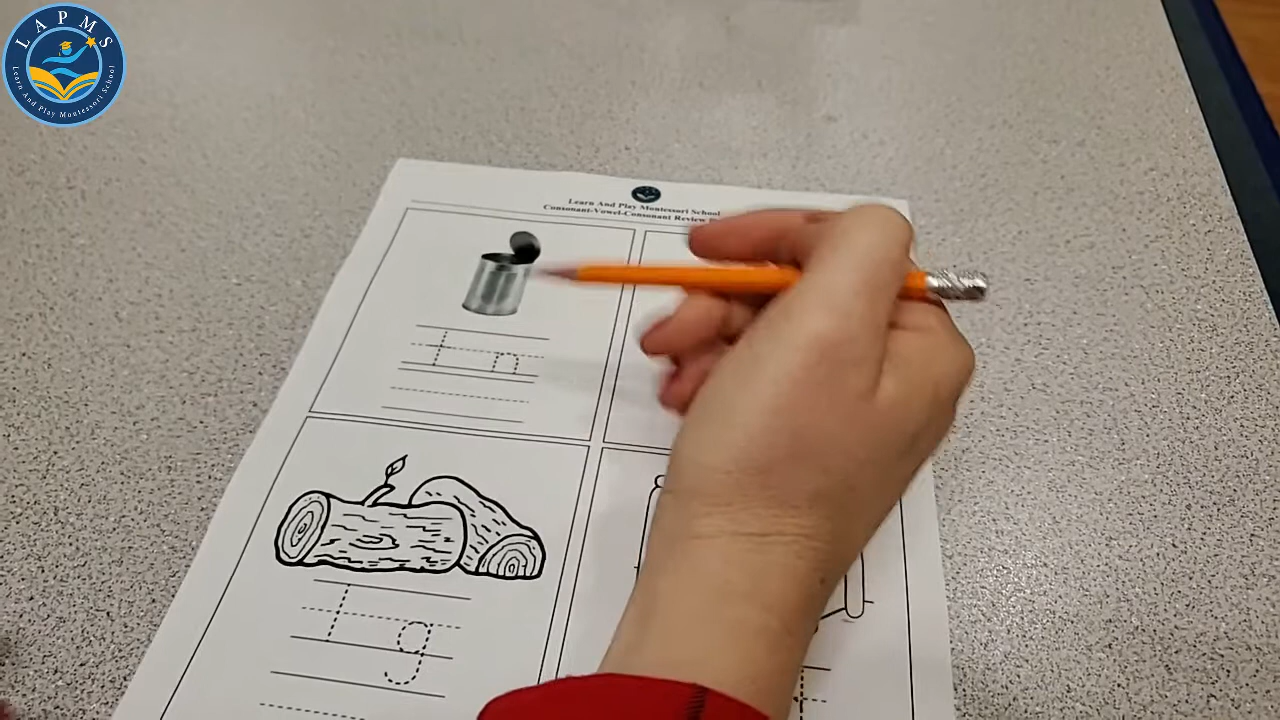 LAPMS
Learn And Play Montessori School
Learn And Play Montessori School
Consonant-Vowel-Consonant Review
t n
l g